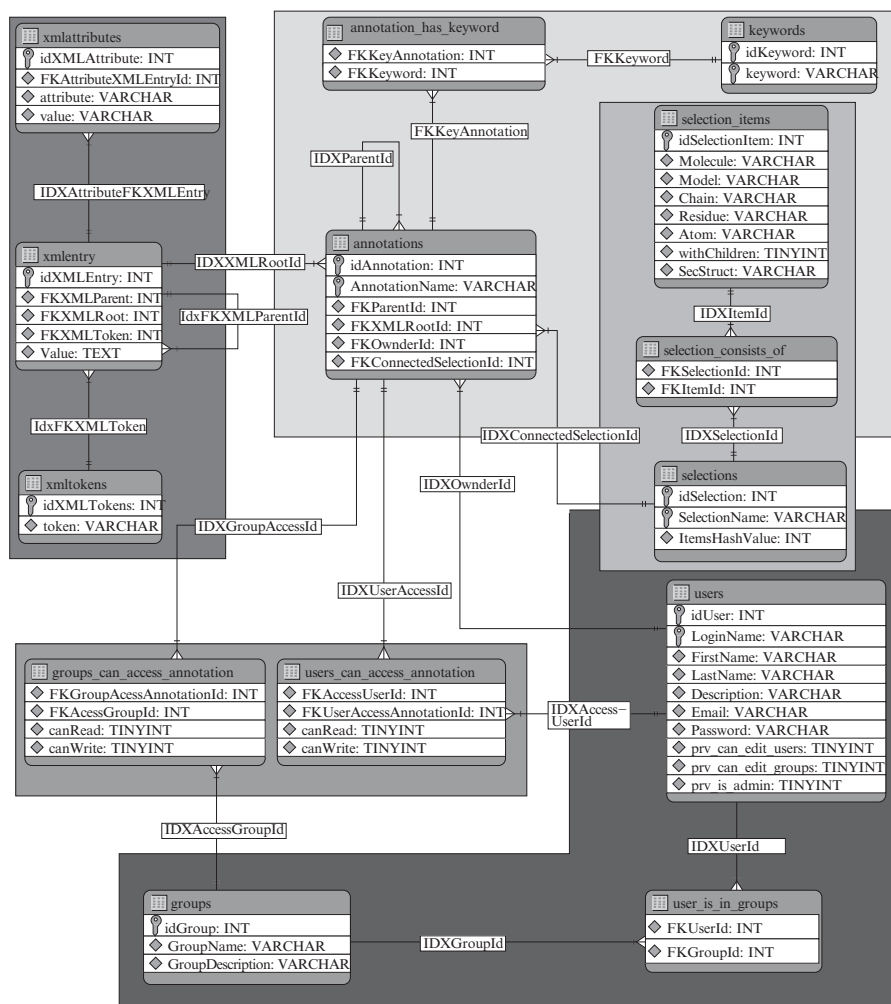 xmlattributes
idXMLAttribute: INT
FKAttributeXMLEntryId: INT
attribute: VARCHAR
value: VARCHAR
IDXAttributeFKXMLEntry
xmlentry
idXMLEntry: INT
FKXMLParent: INT
FKXMLRoot: INT
FKXMLToken: INT
Value: TEXT
IdxFKXMLParentId
IdxFKXMLToken
xmltokens
idXMLTokens: INT
token: VARCHAR
annotation_has_keyword
FKKeyAnnotation: INT
FKKeyword: INT
FKKeyword
keywords
idKeyword: INT
keyword: VARCHAR
FKKeyAnnotation
IDXParentId
IDXXMLRootId
annotations
idAnnotation: INT
AnnotationName: VARCHAR
FKParentId: INT
FKXMLRootId: INT
FKOwnderId: INT
FKConnectedSelectionId: INT
selection_items
idSelectionItem: INT
Molecule: VARCHAR
Model: VARCHAR
Chain: VARCHAR
Residue: VARCHAR
Atom: VARCHAR
withChildren: TINYINT
SecStruct: VARCHAR
IDXItemId
selection_consists_of
FKSelectionId: INT
FKItemId: INT
IDXConnectedSelectionId
IDXSelectionId
selections
idSelection: INT
SelectionName: VARCHAR
ItemsHashValue: INT
IDXOwnderId
IDXGroupAccessId
IDXUserAccessId
groups_can_access_annotation
FKGroupAcessAnnotationId: INT
FKAcessGroupId: INT
canRead: TINYINT
canWrite: TINYINT
users_can_access_annotation
FKAccessUserId: INT
FKUserAccessAnnotationId: INT
canRead: TINYINT
canWrite: TINYINT
IDXAccess–
UserId
users
idUser: INT
LoginName: VARCHAR
FirstName: VARCHAR
LastName: VARCHAR
Description: VARCHAR
Email: VARCHAR
Password: VARCHAR
prv_can_edit_users: TINYINT
prv_can_edit_groups: TINYINT
prv_is_admin: TINYINT
IDXAccessGroupId
IDXUserId
groups
idGroup: INT
GroupName: VARCHAR
GroupDescription: VARCHAR
IDXGroupId
user_is_in_groups
FKUserId: INT
FKGroupId: INT